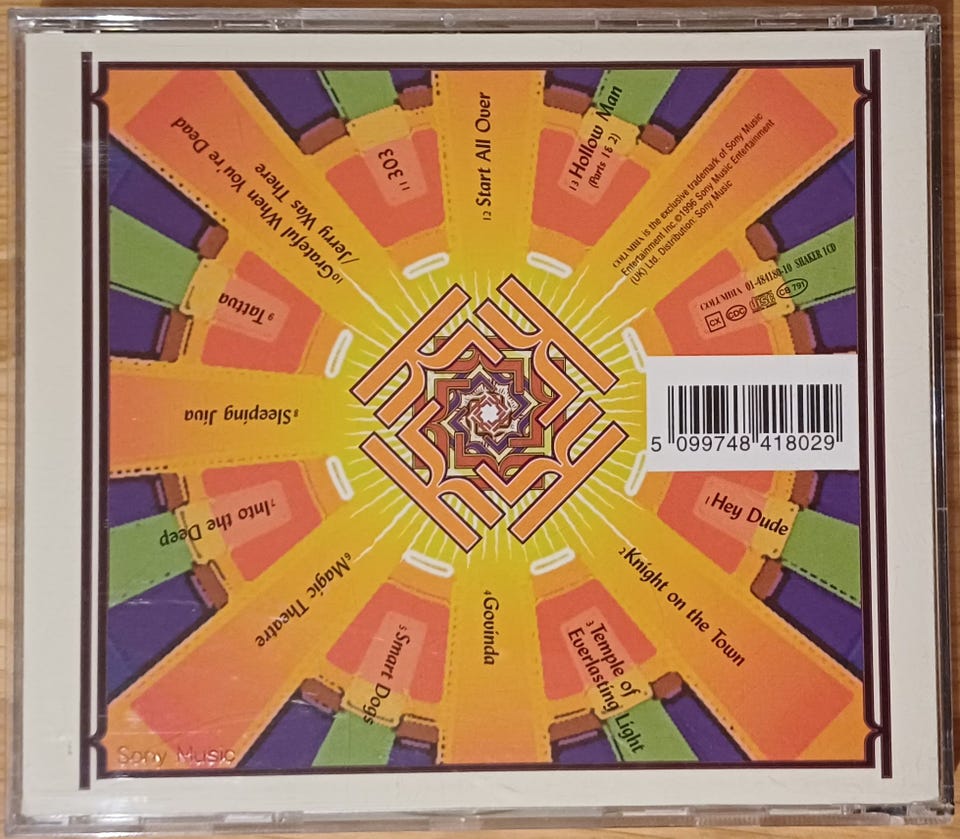 1 Hey Dude
2 Knight on the Town
3 Temple of
Everlasting Light
4 Govinda
5 Smart Dogs
6 Magic Theatre
7 Into the Deep
8 Sleeping Jiva
9 Tattva
10 Grateful When You're Dead
/Jerry Was There
11 303
12 Start All Over
13 Hollow Man
(Parts 1 & 2)
COLUMBIA is the exclusive trademark of Sony Music
Entertainment Inc. ©1996 Sony Music Entertainment
(UK) Ltd. Distribution: Sony Music
COLUMBIA 01-484180-10 SHAKER 1CD
CX CDC disc CB 791
5 099748 418029
Sony Music